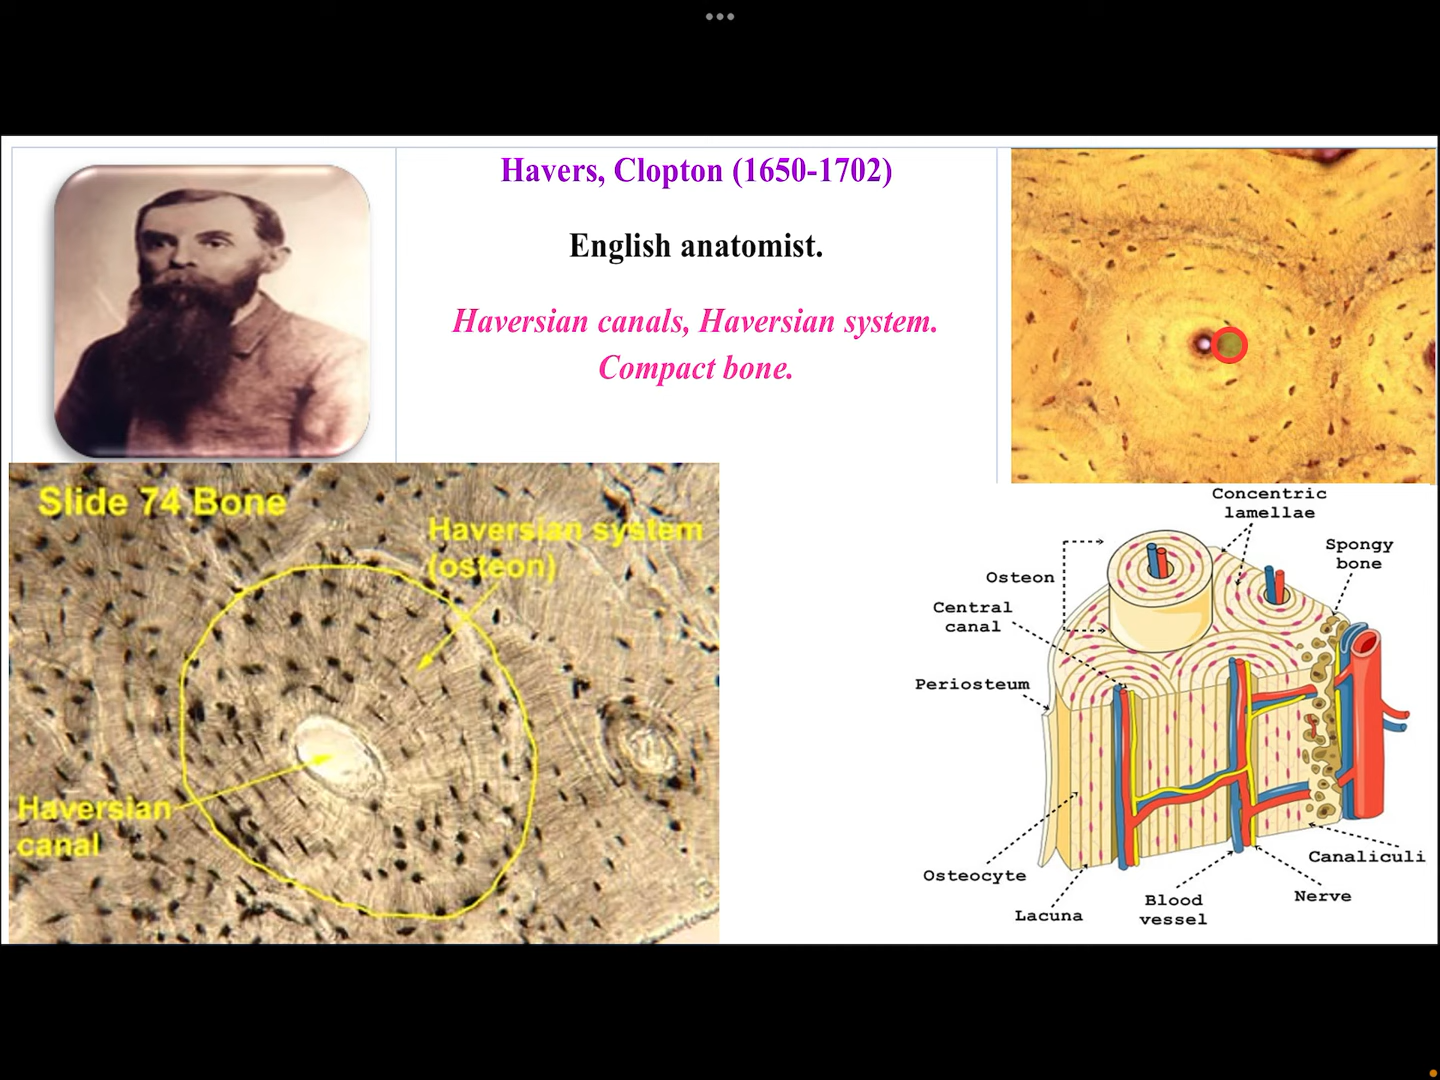 Havers, Clopton (1650-1702)
English anatomist.
Haversian canals, Haversian system.
Compact bone.
Slide 74 Bone
Haversian system
(osteon)
Haversian
canal
Concentric
lamellae
Spongy
bone
Osteon
Central
canal
Periosteum
Osteocyte
Lacuna
Blood
vessel
Nerve
Canaliculi